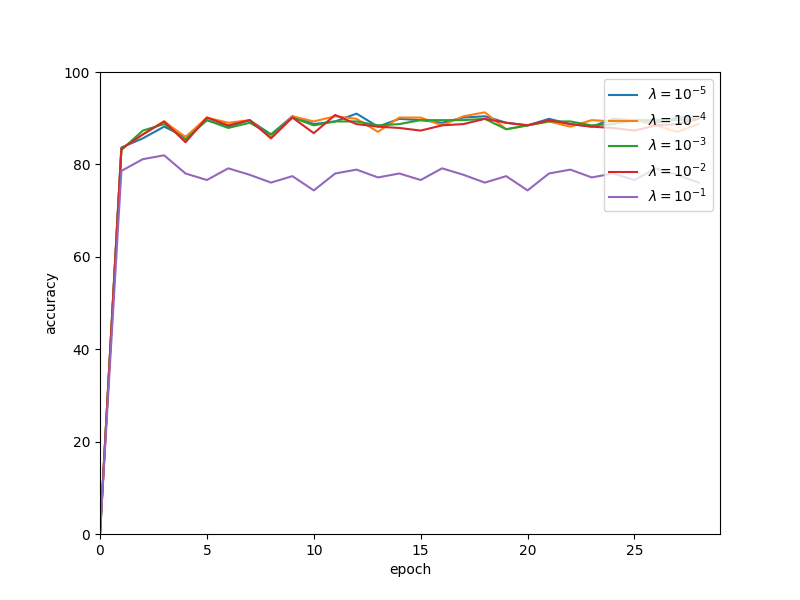 100
80
60
40
20
0
0 5 10 15 20 25
accuracy
epoch
λ = 10⁻⁵
λ = 10⁻⁴
λ = 10⁻³
λ = 10⁻²
λ = 10⁻¹